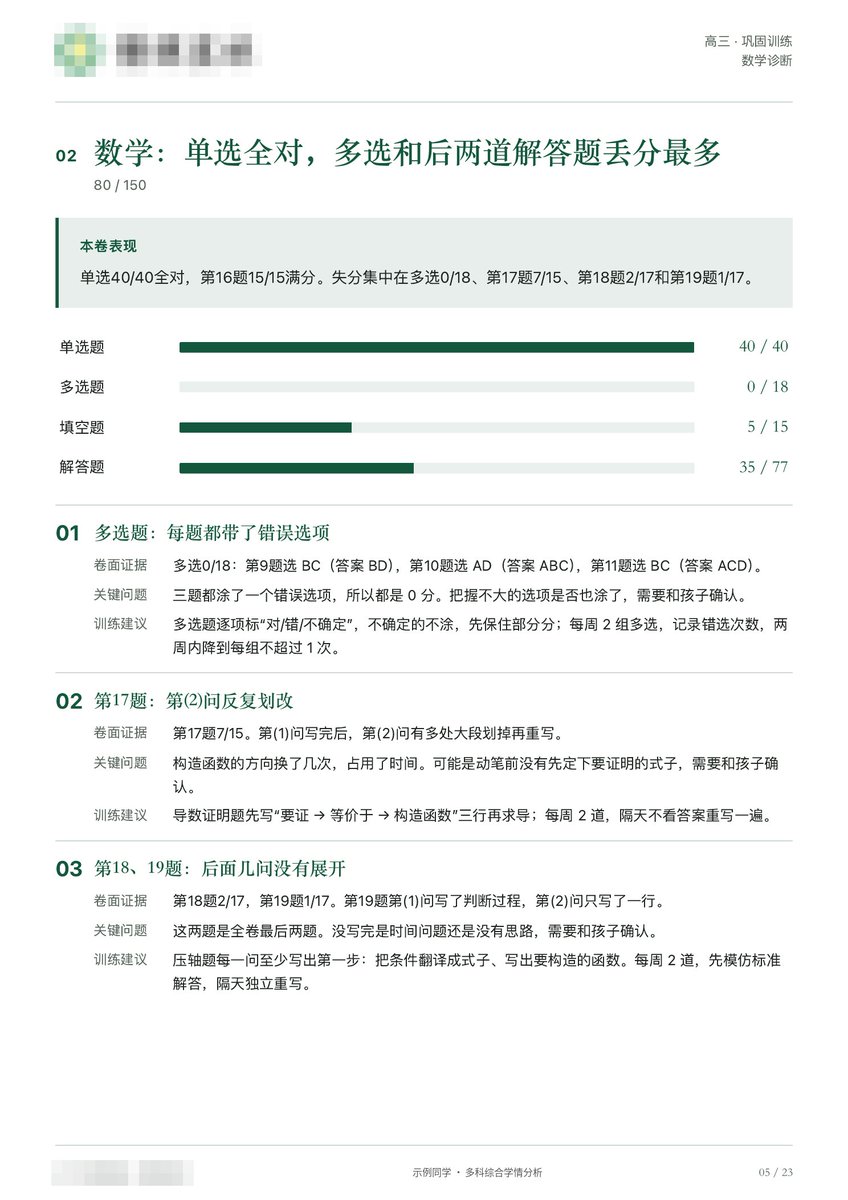 高三 · 巩固训练
数学诊断
02 数学：单选全对，多选和后两道解答题丢分最多
80 / 150
本卷表现
单选40/40全对，第16题15/15满分。失分集中在多选0/18、第17题7/15、第18题2/17和第19题1/17。
单选题 40 / 40
多选题 0 / 18
填空题 5 / 15
解答题 35 / 77
01 多选题：每题都带了错误选项
卷面证据 多选0/18：第9题选 BC（答案 BD），第10题选 AD（答案 ABC），第11题选 BC（答案 ACD）。
关键问题 三题都涂了一个错误选项，所以都是 0 分。把握不大的选项是否也涂了，需要和孩子确认。
训练建议 多选题逐项标“对/错/不确定”，不确定的不涂，先保住部分分；每周 2 组多选，记录错选次数，两
周内降到每组不超过 1 次。
02 第17题：第(2)问反复划改
卷面证据 第17题7/15。第(1)问写完后，第(2)问有多处大段划掉再重写。
关键问题 构造函数的方向换了几次，占用了时间。可能是动笔前没有先定下要证明的式子，需要和孩子确
认。
训练建议 导数证明题先写“要证 → 等价于 → 构造函数”三行再求导；每周 2 道，隔天不看答案重写一遍。
03 第18、19题：后面几问没有展开
卷面证据 第18题2/17，第19题1/17。第19题第(1)问写了判断过程，第(2)问只写了一行。
关键问题 这两题是全卷最后两题。没写完是时间问题还是没有思路，需要和孩子确认。
训练建议 压轴题每一问至少写出第一步：把条件翻译成式子、写出要构造的函数。每周 2 道，先模仿标准
解答，隔天独立重写。
示例同学 · 多科综合学情分析
05 / 23